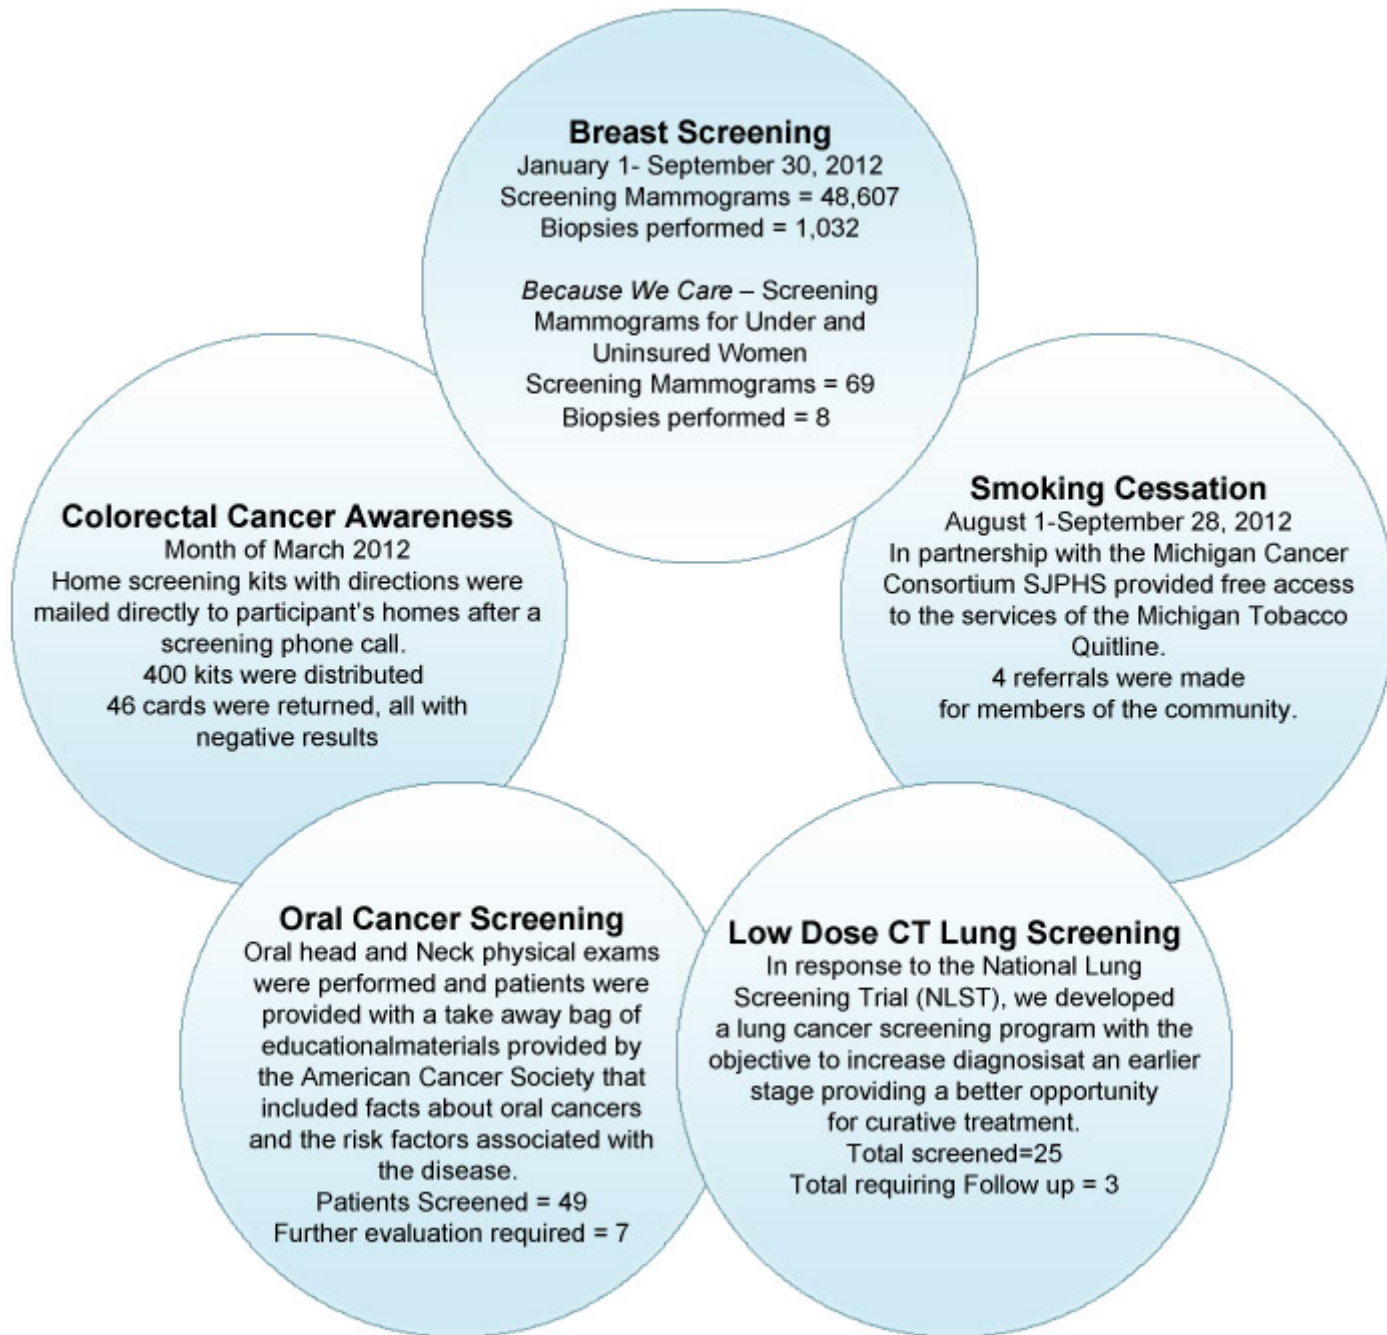 Breast Screening
January 1- September 30, 2012
Screening Mammograms = 48,607
Biopsies performed = 1,032
Because We Care – Screening
Mammograms for Under and
Uninsured Women
Screening Mammograms = 69
Biopsies performed = 8
Colorectal Cancer Awareness
Month of March 2012
Home screening kits with directions were
mailed directly to participant's homes after a
screening phone call.
400 kits were distributed
46 cards were returned, all with
negative results
Smoking Cessation
August 1-September 28, 2012
In partnership with the Michigan Cancer
Consortium SJPHS provided free access
to the services of the Michigan Tobacco
Quitline.
4 referrals were made
for members of the community.
Oral Cancer Screening
Oral head and Neck physical exams
were performed and patients were
provided with a take away bag of
educationalmaterials provided by
the American Cancer Society that
included facts about oral cancers
and the risk factors associated with
the disease.
Patients Screened = 49
Further evaluation required = 7
Low Dose CT Lung Screening
In response to the National Lung
Screening Trial (NLST), we developed
a lung cancer screening program with the
objective to increase diagnosisat an earlier
stage providing a better opportunity
for curative treatment.
Total screened=25
Total requiring Follow up = 3